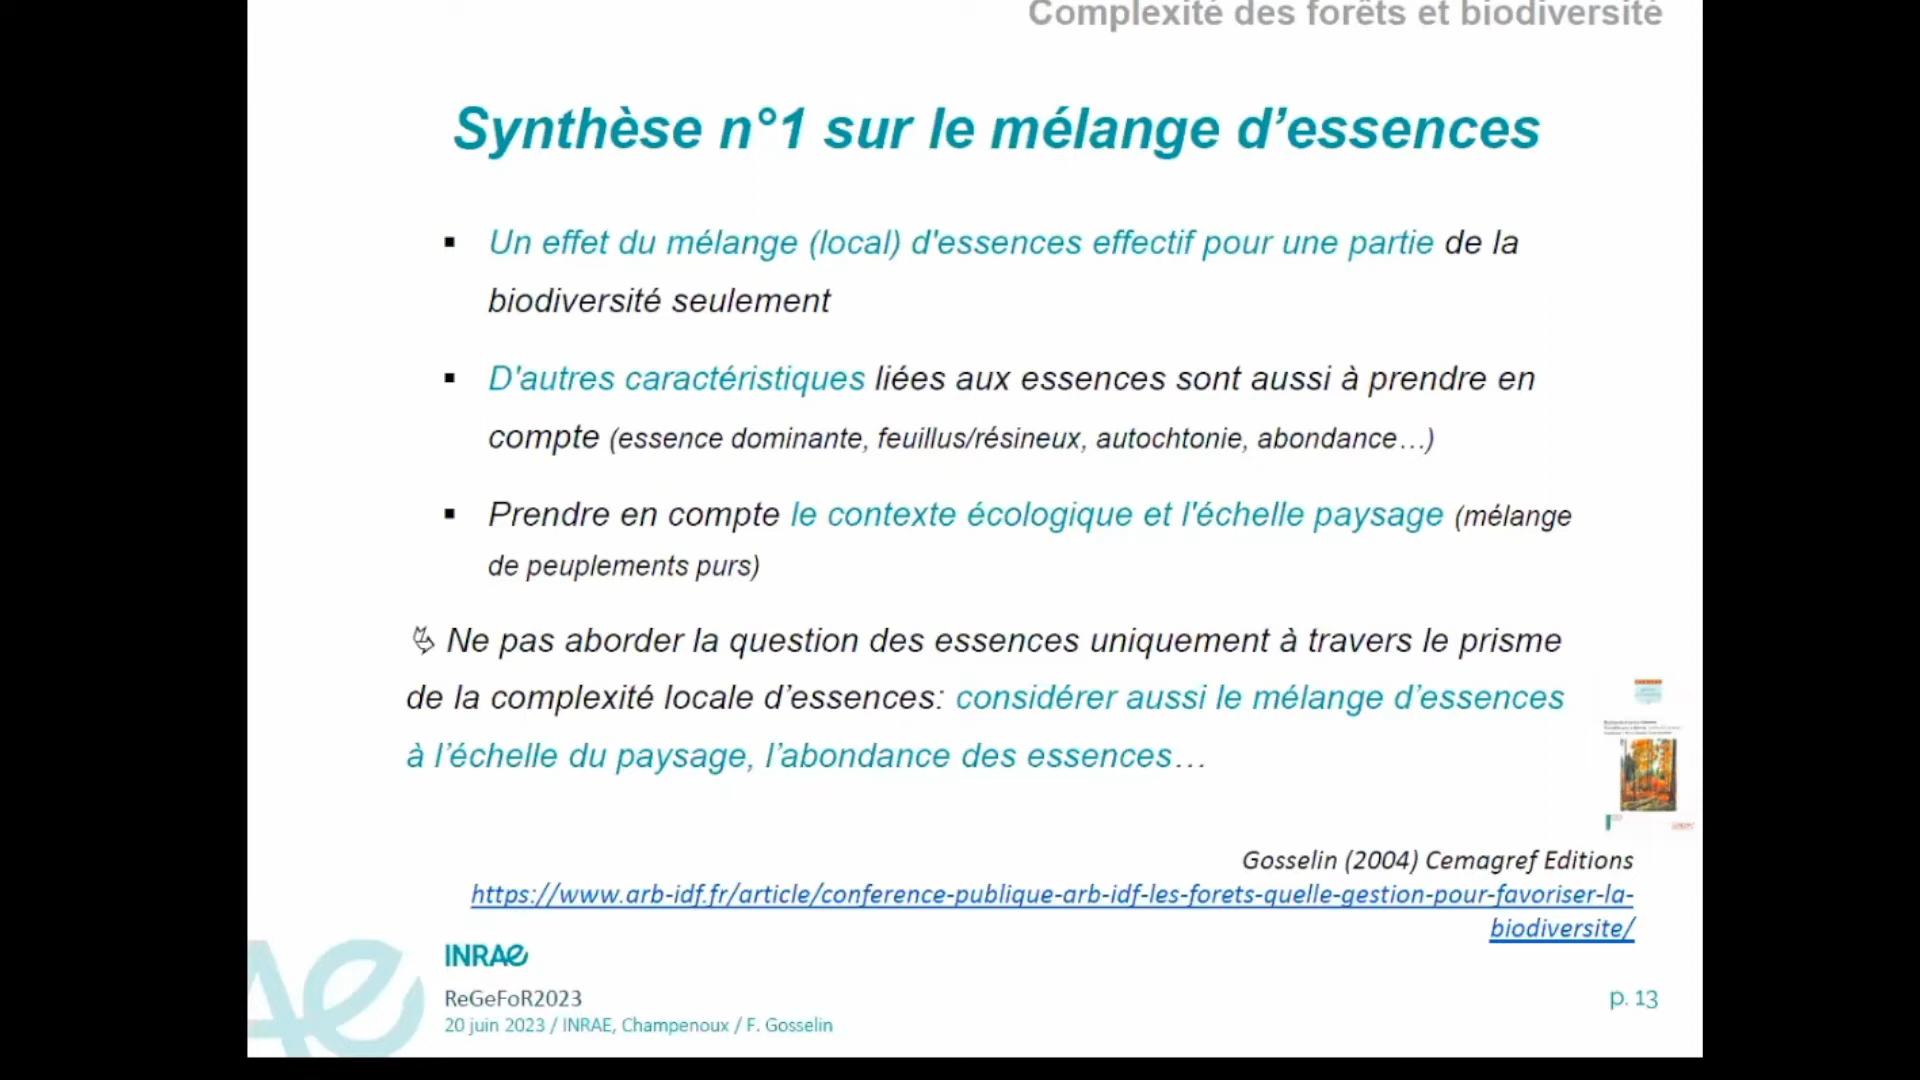 Complexité des forêts et biodiversité
Synthèse n°1 sur le mélange d’essences
▪ Un effet du mélange (local) d'essences effectif pour une partie de la
biodiversité seulement
▪ D'autres caractéristiques liées aux essences sont aussi à prendre en
compte (essence dominante, feuillus/résineux, autochtonie, abondance…)
▪ Prendre en compte le contexte écologique et l'échelle paysage (mélange
de peuplements purs)
Ne pas aborder la question des essences uniquement à travers le prisme
de la complexité locale d’essences: considérer aussi le mélange d’essences
à l’échelle du paysage, l’abondance des essences…
Gosselin (2004) Cemagref Editions
https://www.arb-idf.fr/article/conference-publique-arb-idf-les-forets-quelle-gestion-pour-favoriser-la-
biodiversite/
INRAE
ReGeFoR2023
20 juin 2023 / INRAE, Champenoux / F. Gosselin
p. 13